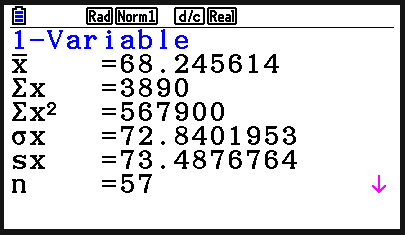 Rad Norm1 d/c Real
1-Variable
x̄ =68.245614
Σx =3890
Σx² =567900
σx =72.8401953
sx =73.4876764
n =57